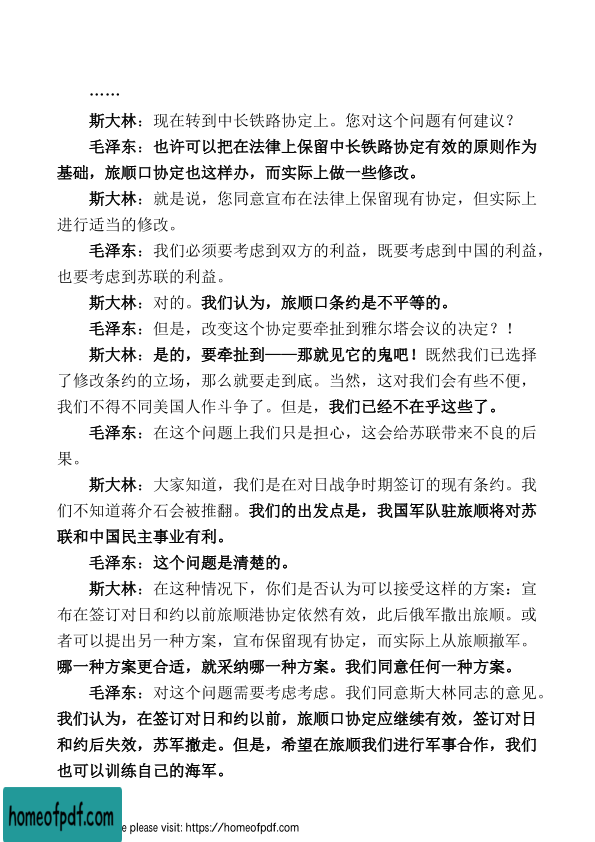 ……
斯大林：现在转到中长铁路协定上。您对这个问题有何建议？
毛泽东：也许可以把在法律上保留中长铁路协定有效的原则作为
基础，旅顺口协定也这样办，而实际上做一些修改。
斯大林：就是说，您同意宣布在法律上保留现有协定，但实际上
进行适当的修改。
毛泽东：我们必须要考虑到双方的利益，既要考虑到中国的利益，
也要考虑到苏联的利益。
斯大林：对的。我们认为，旅顺口条约是不平等的。
毛泽东：但是，改变这个协定要牵扯到雅尔塔会议的决定？！
斯大林：是的，要牵扯到——那就见它的鬼吧！既然我们已选择
了修改条约的立场，那么就要走到底。当然，这对我们会有些不便，
我们不得不同美国人作斗争了。但是，我们已经不在乎这些了。
毛泽东：在这个问题上我们只是担心，这会给苏联带来不良的后
果。
斯大林：大家知道，我们是在对日战争时期签订的现有条约。我
们不知道蒋介石会被推翻。我们的出发点是，我国军队驻旅顺将对苏
联和中国民主事业有利。
毛泽东：这个问题是清楚的。
斯大林：在这种情况下，你们是否认为可以接受这样的方案：宣
布在签订对日和约以前旅顺港协定依然有效，此后俄军撤出旅顺。或
者可以提出另一种方案，宣布保留现有协定，而实际上从旅顺撤军。
哪一种方案更合适，就采纳哪一种方案。我们同意任何一种方案。
毛泽东：对这个问题需要考虑考虑。我们同意斯大林同志的意见。
我们认为，在签订对日和约以前，旅顺口协定应继续有效，签订对日
和约后失效，苏军撤走。但是，希望在旅顺我们进行军事合作，我们
也可以训练自己的海军。
homeofpdf.com
e please visit: https://homeofpdf.com